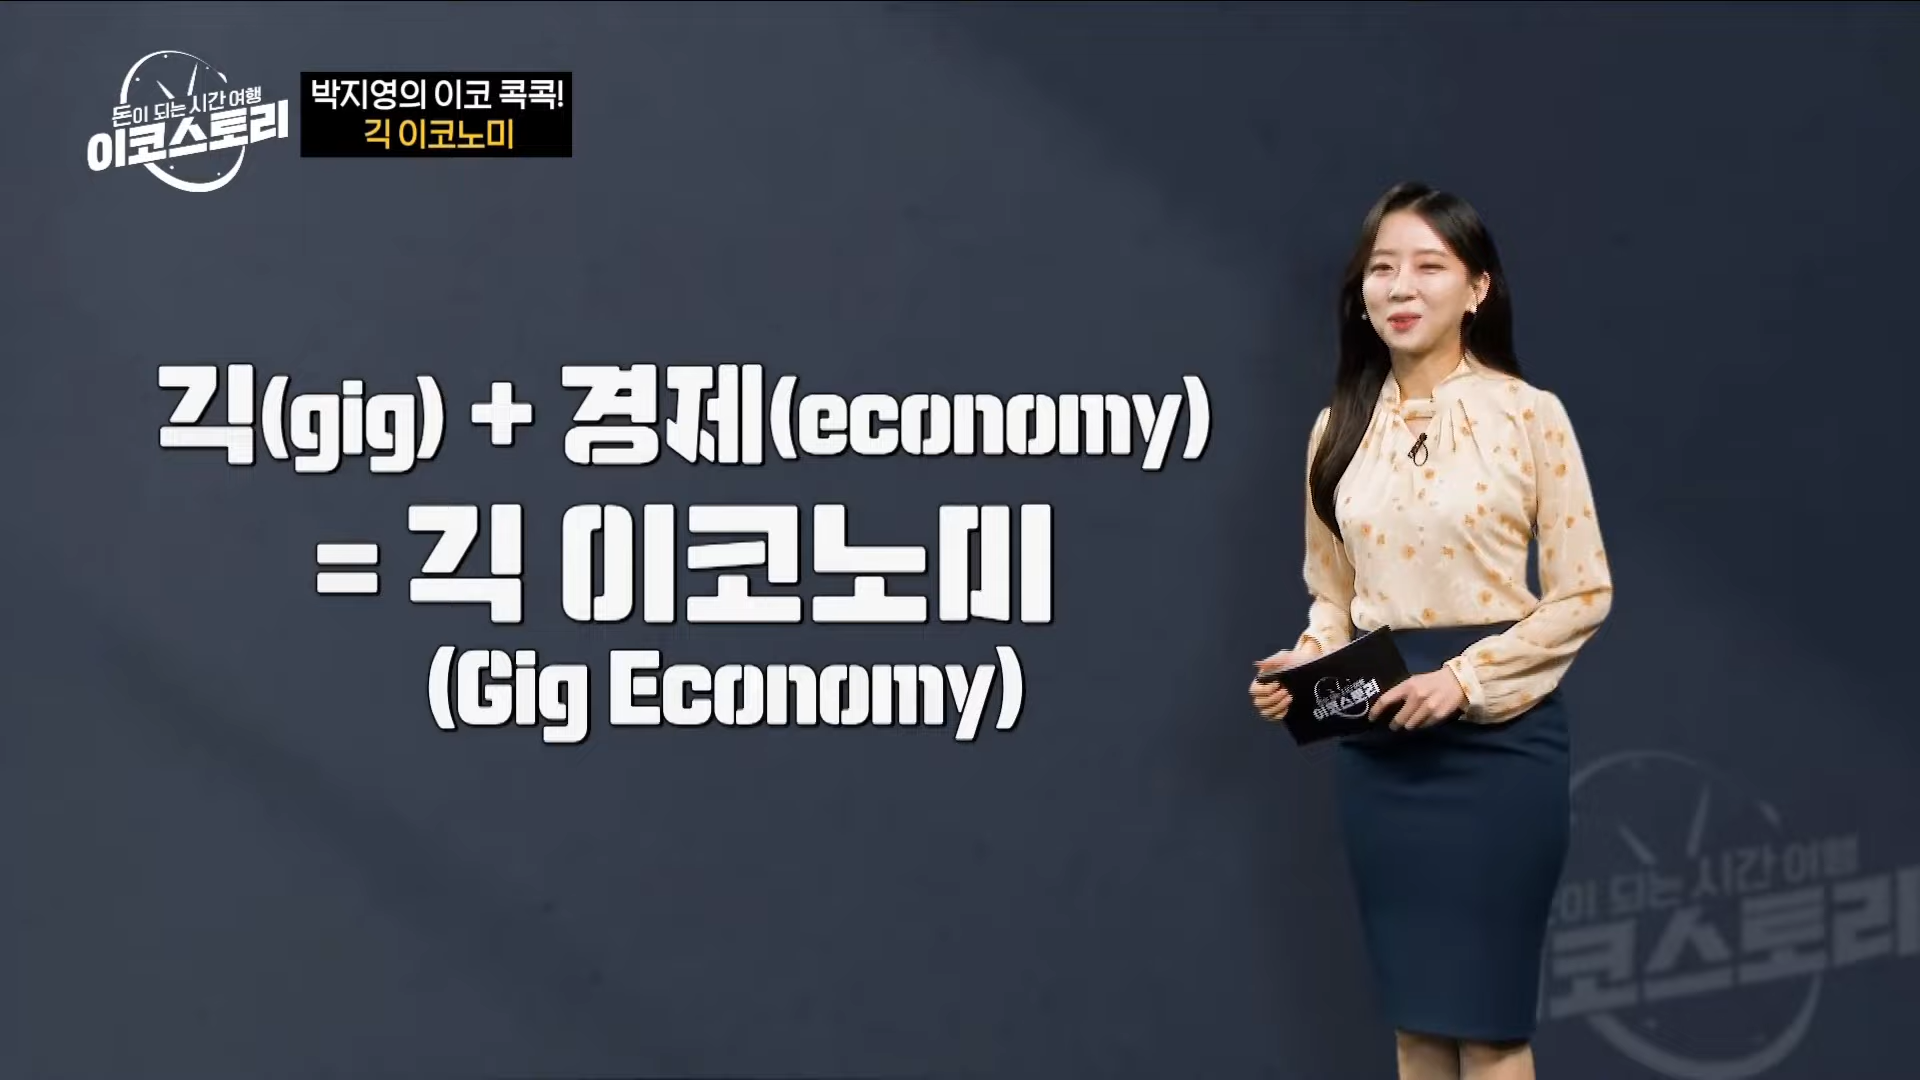 돈이 되는 시간 여행
이코스토리
박지영의 이코 콕콕!
긱 이코노미
긱(gig) + 경제(economy)
= 긱 이코노미
(Gig Economy)
이코스토리
이 되는 시간 여행
코스토리